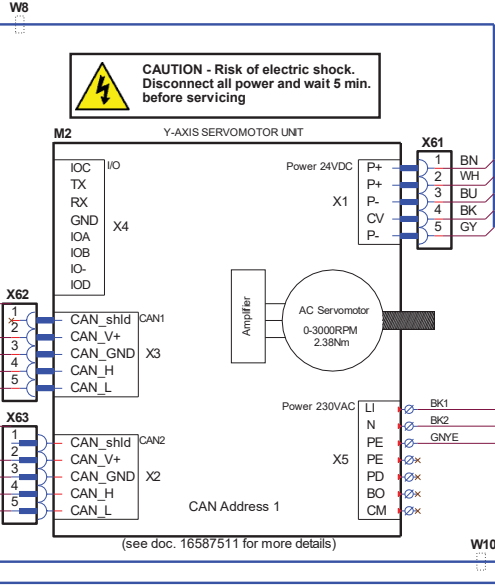 W8
CAUTION - Risk of electric shock.
Disconnect all power and wait 5 min.
before servicing
M2
Y-AXIS SERVOMOTOR UNIT
X61
IOC
TX
RX
GND
IOA
IOB
IO-
IOD
I/O
X4
Power 24VDC
X1
P+
P+
P-
CV
P-
1 BN
2 WH
3 BU
4 BK
5 GY
X62
1
2
3
4
5
CAN_shld
CAN_V+
CAN_GND
CAN_H
CAN_L
CAN1
X3
Amplifier
AC Servomotor
0-3000RPM
2.38Nm
X63
1
2
3
4
5
CAN_shld
CAN_V+
CAN_GND
CAN_H
CAN_L
CAN2
X2
Power 230VAC
X5
LI
N
PE
PE
PD
BO
CM
BK1
BK2
GNYE
CAN Address 1
(see doc. 16587511 for more details)
W10